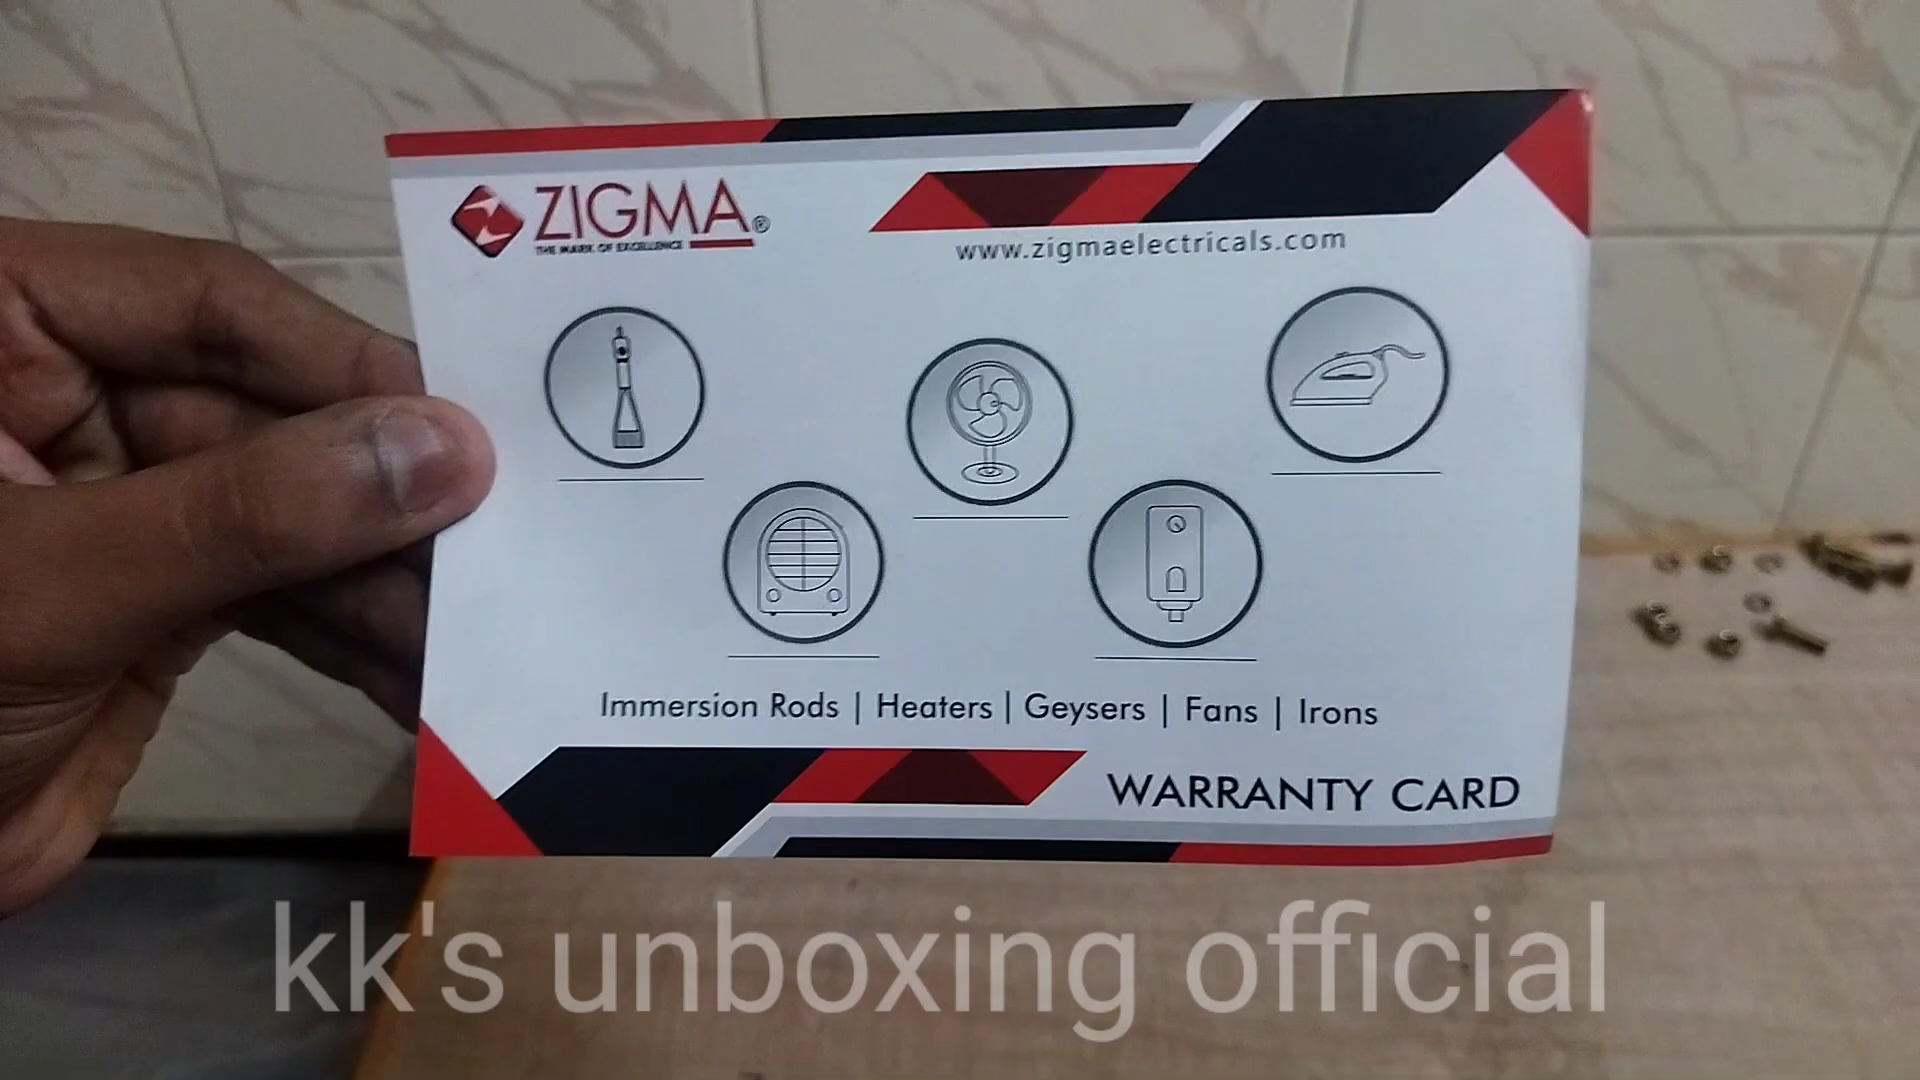 ZIGMA®
THE MARK OF EXCELLENCE
www.zigmaelectricals.com
Immersion Rods | Heaters | Geysers | Fans | Irons
WARRANTY CARD
kk's unboxing official